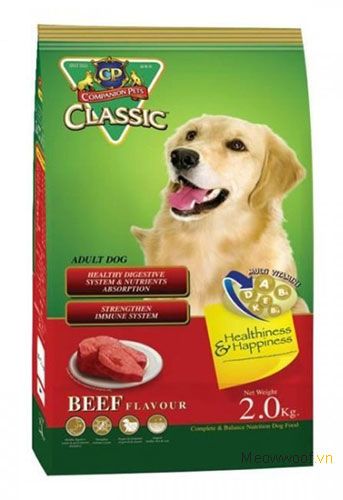 CP
COMPANION PETS
CLASSIC
ADULT DOG
HEALTHY DIGESTIVE
SYSTEM & NUTRIENTS
ABSORPTION
STRENGTHEN
IMMUNE SYSTEM
MULTI VITAMINS
Healthiness
& Happiness
BEEF FLAVOUR
Net Weight
2.0Kg.
Complete & Balance Nutrition Dog Food
Meowwoof.vn